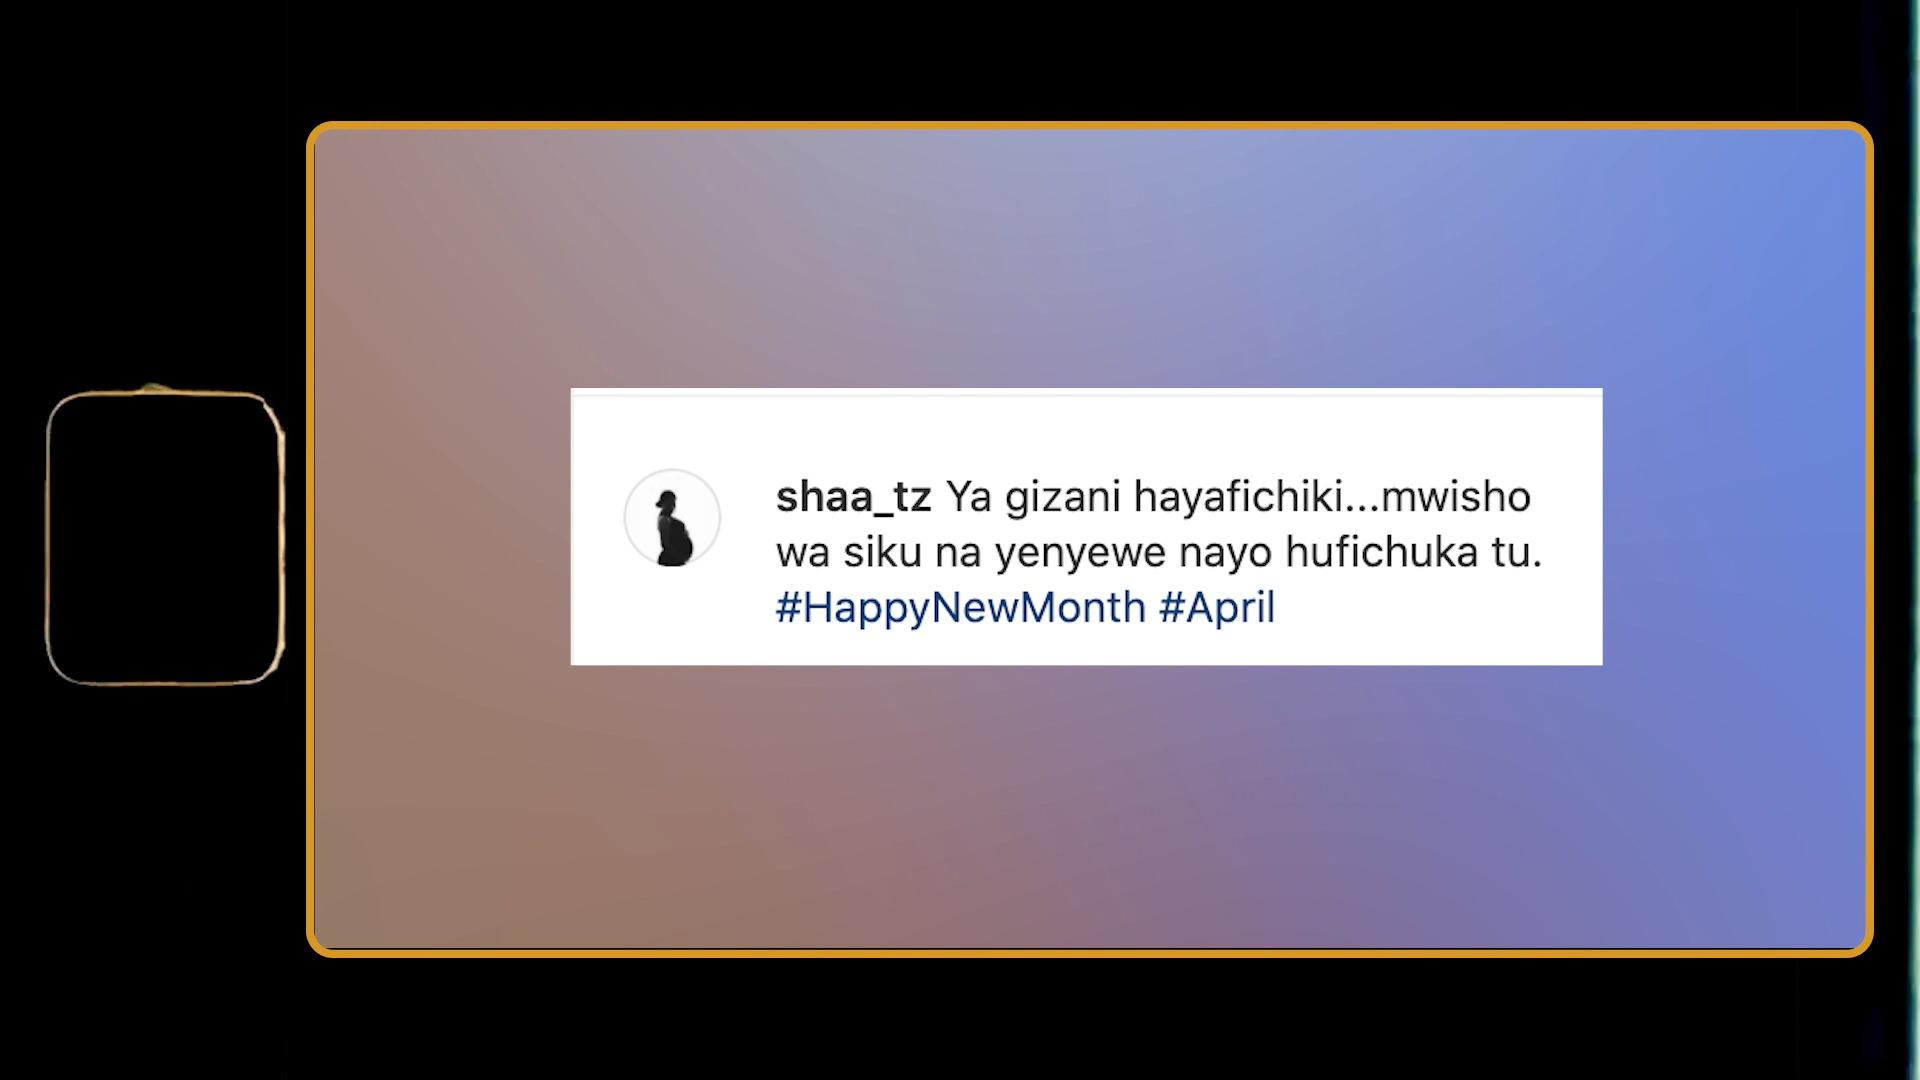 shaa_tz Ya gizani hayafichiki...mwisho
wa siku na yenyewe nayo hufichuka tu.
#HappyNewMonth #April